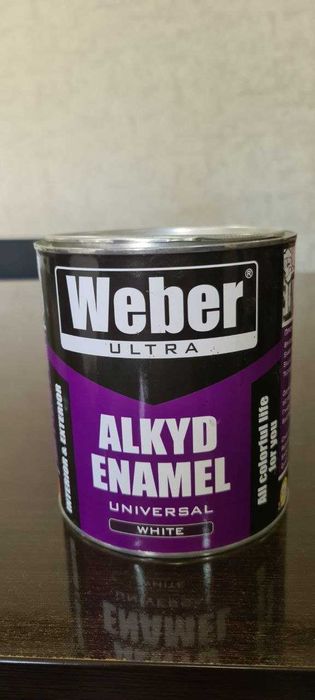 Weber®
ULTRA
ALKYD
ENAMEL
UNIVERSAL
WHITE
INTERIOR & EXTERIOR
All colorful life
for you